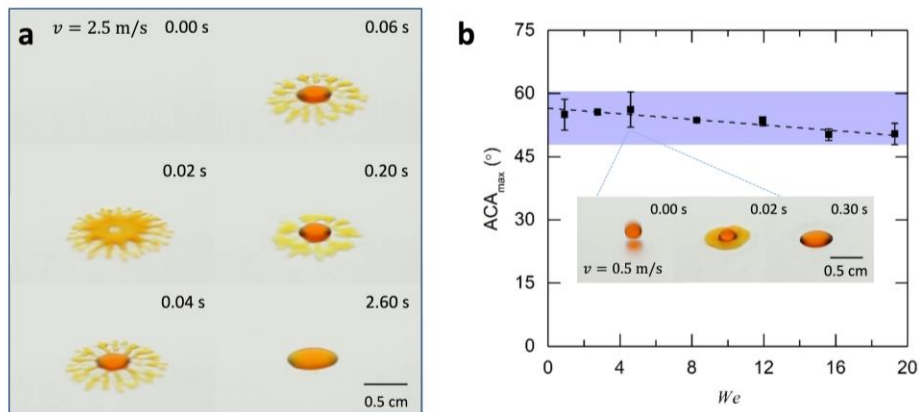 a
v = 2.5 m/s
0.00 s
0.06 s
0.02 s
0.20 s
0.04 s
2.60 s
0.5 cm
b
75
60
45
30
15
0
ACAmax (°)
0.00 s
0.02 s
0.30 s
v = 0.5 m/s
0.5 cm
0
4
8
12
16
20
We